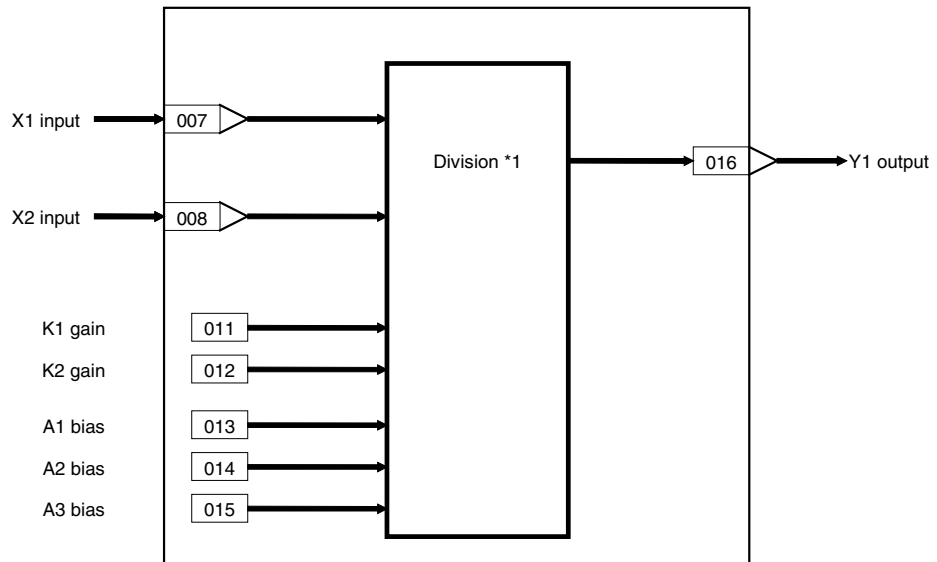 X1 input 007
Division *1
016 Y1 output
X2 input 008
K1 gain 011
K2 gain 012
A1 bias 013
A2 bias 014
A3 bias 015